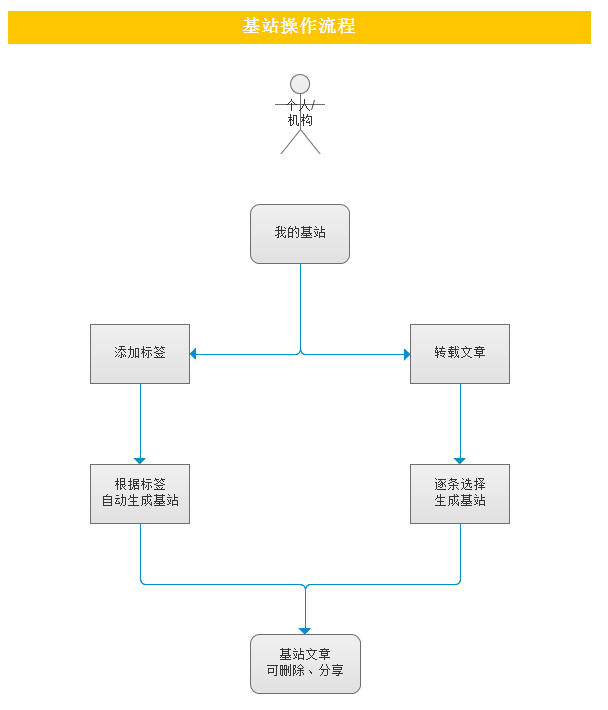 基站操作流程
个人/
机构
我的基站
添加标签
转载文章
根据标签
自动生成基站
逐条选择
生成基站
基站文章
可删除、分享